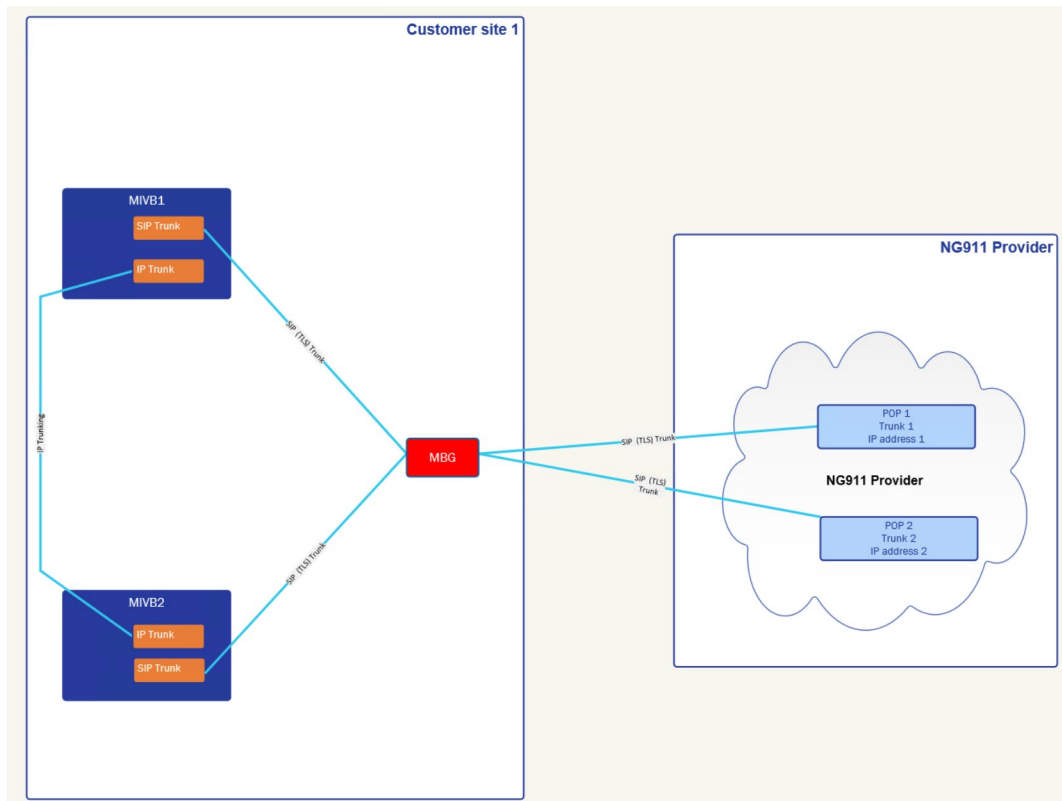 Customer site 1
MIVB1
SIP Trunk
IP Trunk
SIP (TLS) Trunk
IP Trunking
MBG
SIP (TLS) Trunk
MIVB2
IP Trunk
SIP Trunk
NG911 Provider
SIP (TLS) Trunk
SIP (TLS)
Trunk
POP 1
Trunk 1
IP address 1
NG911 Provider
POP 2
Trunk 2
IP address 2